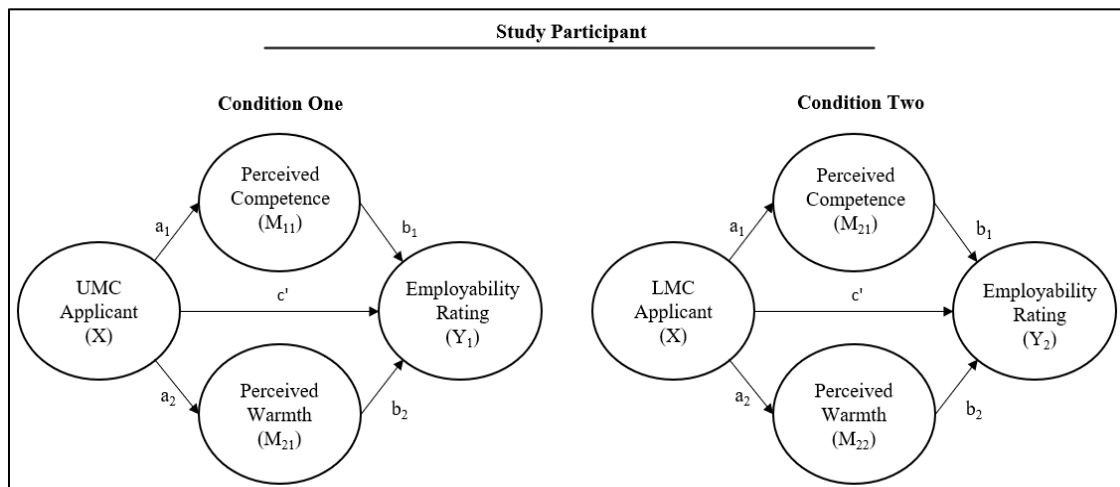 Study Participant
Condition One
Perceived
Competence
(M₁₁)
a₁
b₁
UMC
Applicant
(X)
c'
Employability
Rating
(Y₁)
a₂
b₂
Perceived
Warmth
(M₂₁)
Condition Two
Perceived
Competence
(M₂₁)
a₁
b₁
LMC
Applicant
(X)
c'
Employability
Rating
(Y₂)
a₂
b₂
Perceived
Warmth
(M₂₂)